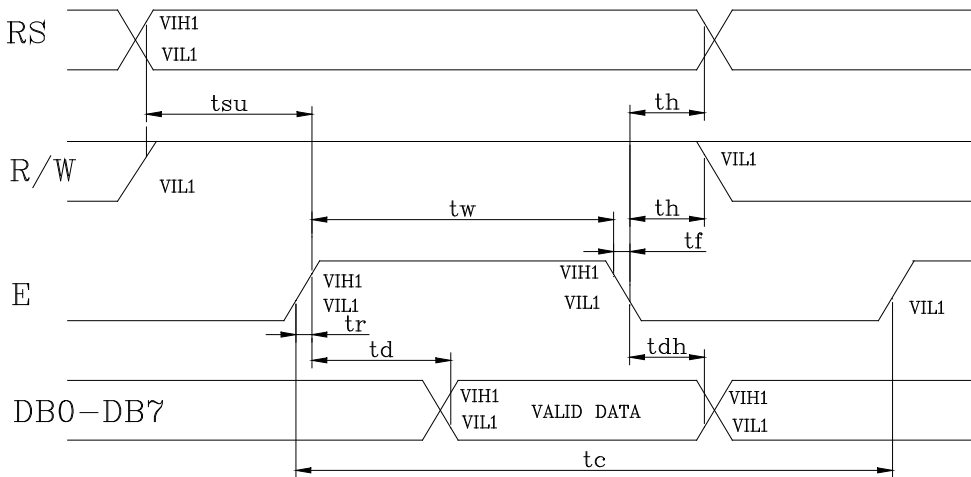 RS
VIH1
VIL1
tsu
th
R/W
VIL1
VIL1
tw
th
tf
E
VIH1
VIL1
VIH1
VIL1
VIL1
tr
td
tdh
DB0-DB7
VIH1
VIL1
VALID DATA
VIH1
VIL1
tc